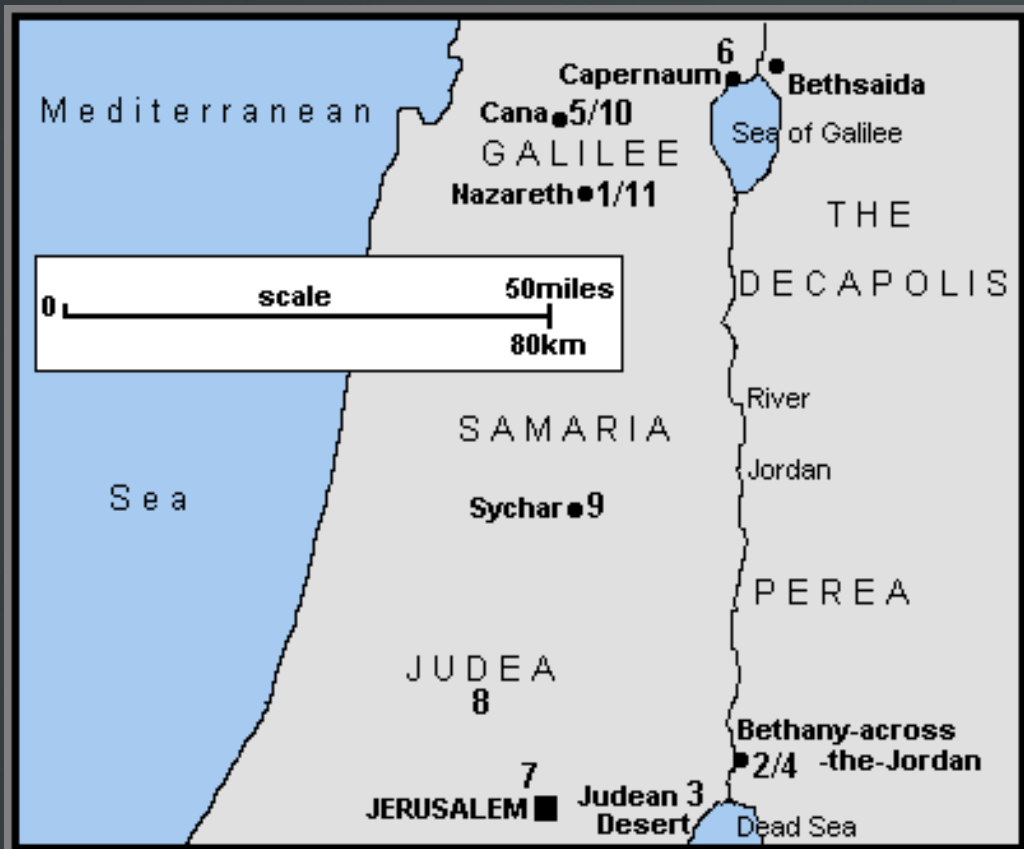 6
Capernaum
Bethsaida
Mediterranean
Cana 5/10
Sea of Galilee
GALILEE
Nazareth 1/11
THE
DECAPOLIS
0 scale 50miles
80km
River
SAMARIA
Jordan
Sea
Sychar 9
PEREA
JUDEA
8
Bethany-across
2/4 -the-Jordan
7
JERUSALEM
Judean 3
Desert
Dead Sea